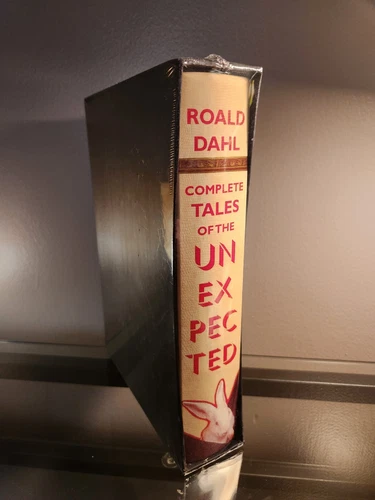 ROALD
DAHL
COMPLETE
TALES
OF THE
UN
EX
PEC
TED